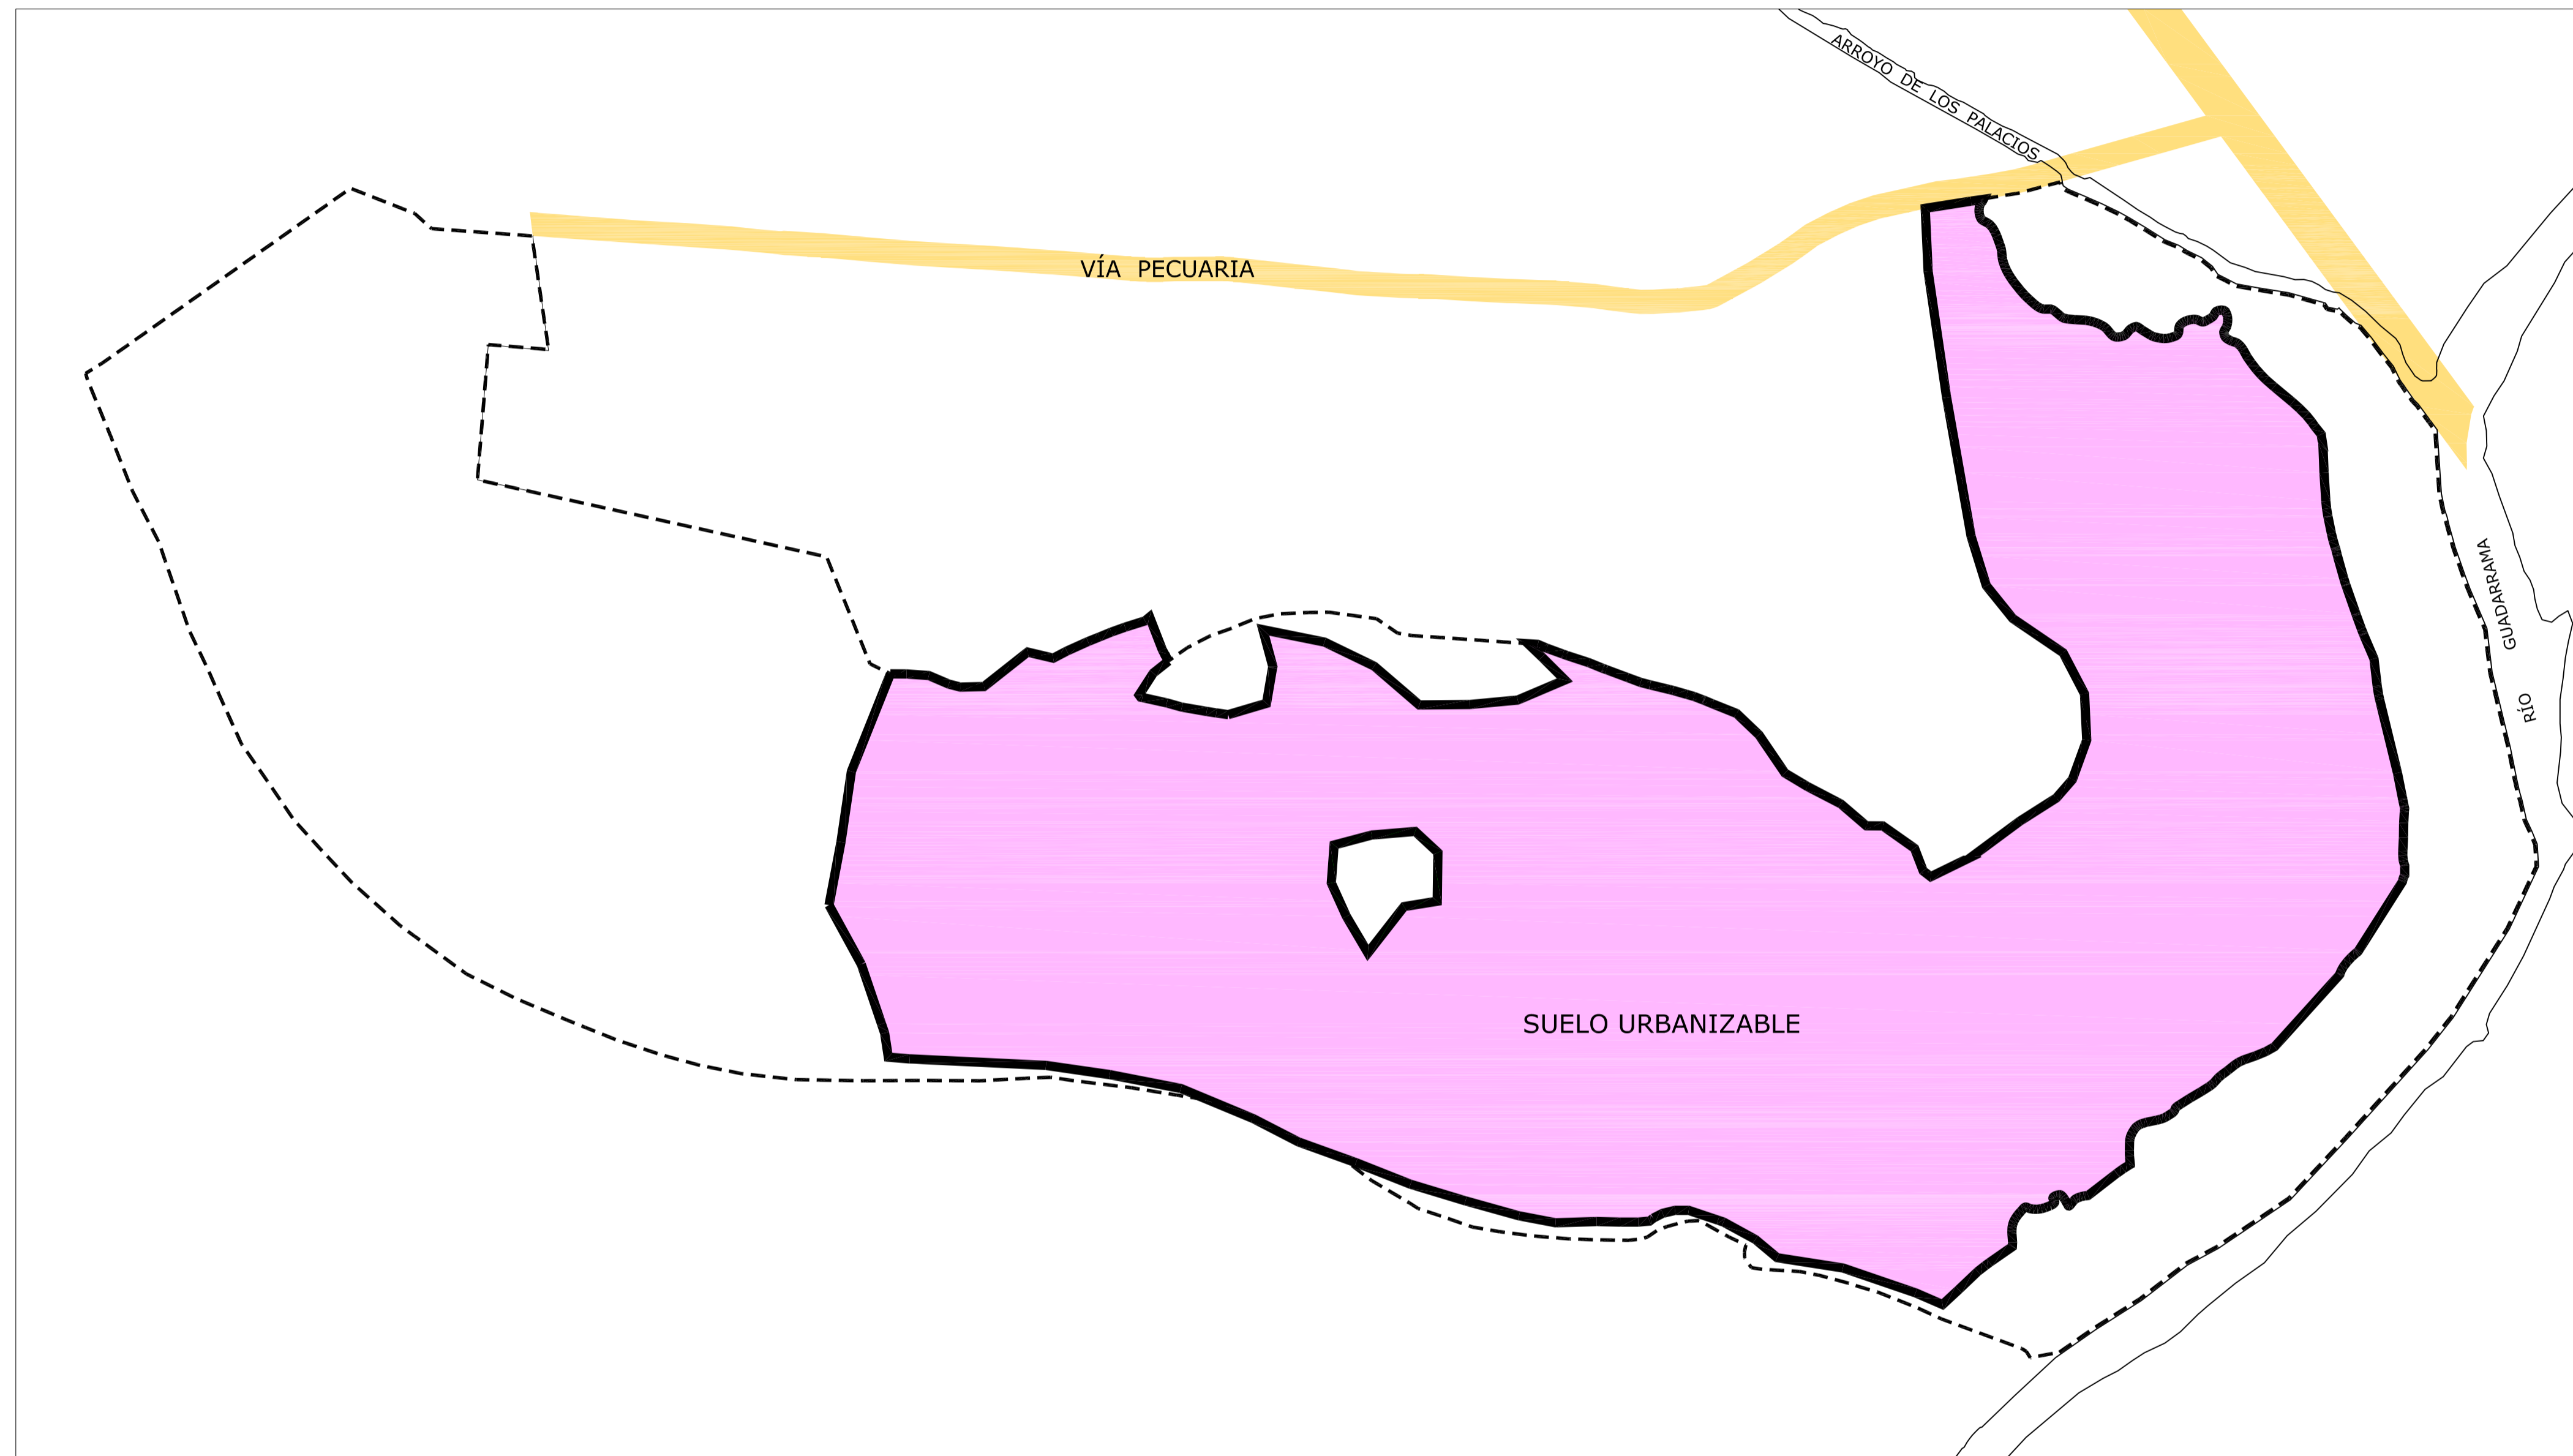 ARROYO DE LOS PALACIOS
VÍA PECUARIA
RÍO GUADARRAMA
SUELO URBANIZABLE